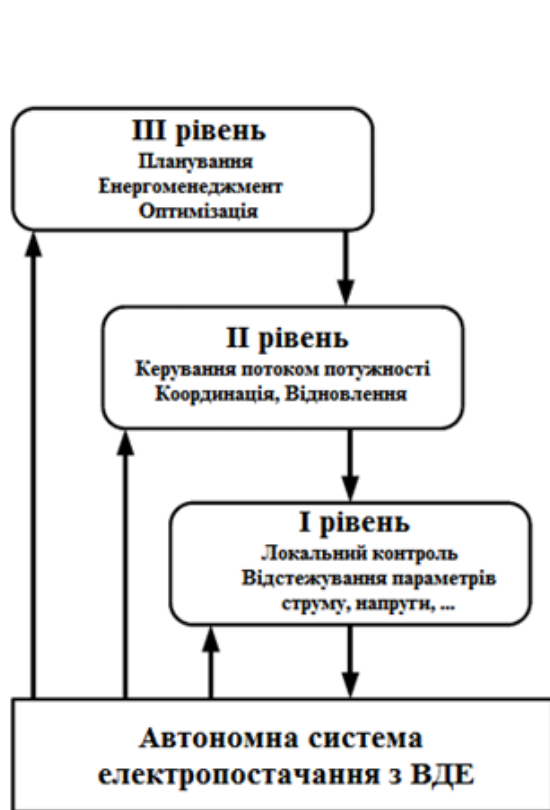 III рівень
Планування
Енергоменеджмент
Оптимізація
II рівень
Керування потоком потужності
Координація, Відновлення
I рівень
Локальний контроль
Відстежування параметрів
струму, напруги, ...
Автономна система
електропостачання з ВДЕ